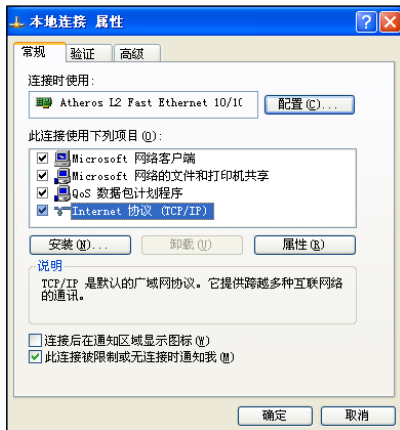 本地连接 属性
常规 验证 高级
连接时使用:
Atheros L2 Fast Ethernet 10/10
配置(C)...
此连接使用下列项目(O):
Microsoft 网络客户端
Microsoft 网络的文件和打印机共享
QoS 数据包计划程序
Internet 协议 (TCP/IP)
安装(N)... 卸载(U) 属性(R)
说明
TCP/IP 是默认的广域网协议。它提供跨越多种互联网络
的通讯。
连接后在通知区域显示图标(W)
此连接被限制或无连接时通知我(M)
确定 取消